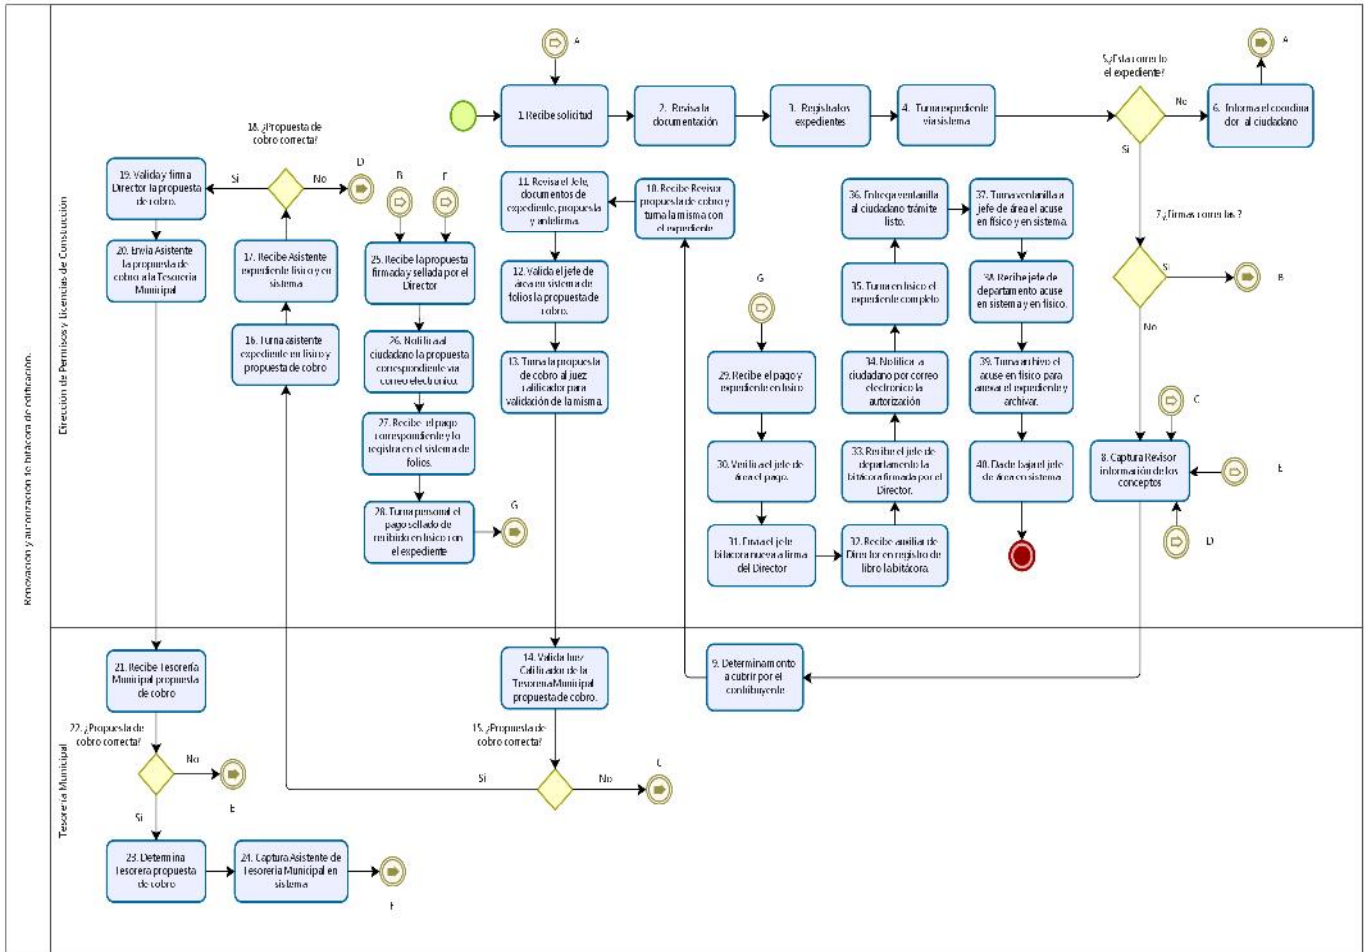 Renovación y autorización de bitácora de edificación.
Dirección de Permisos y Licencias de Construcción
A
1. Recibe solicitud
2. Revisa la
documentación
3. Registra los
expedientes
4. Turna expediente
via sistema
5. ¿Esta correcto
el expediente?
No
Si
6. Informa el coordina
dor al ciudadano
A
7. ¿Firmas correctas ?
Si
B
No
C
8. Captura Revisor
información de los
conceptos
E
D
18. ¿Propuesta de
cobro correcta?
Si
No
D
19. Valida y firma
Director la propuesta
de cobro.
20. Envía Asistente
la propuesta de
cobro a la Tesorería
Municipal
17. Recibe Asistente
expediente físico y en
sistema
16. Turna asistente
expediente en físico y
propuesta de cobro
B
F
25. Recibe la propuesta
firmada y sellada por el
Director
26. Notifica al
ciudadano la propuesta
correspondiente via
correo electronico.
27. Recibe el pago
correspondiente y lo
registra en el sistema de
folios.
28. Turna personal el
pago sellado de
recibido en físico con
el expediente
G
11. Revisa el Jefe,
documentos de
expediente, propuesta
y antefirma.
10. Recibe Revisor
propuesta de cobro y
turna la misma con
el expediente
12. Valida el jefe de
área en sistema de
folios la propuesta de
cobro.
13. Turna la propuesta
de cobro al juez
calificador para
validación de la misma.
G
29. Recibe el pago y
expediente en físico
30. Verifica el jefe de
área el pago.
31. Envía el jefe
bitácora nueva a firma
del Director
32. Recibe auxiliar de
Director en registro de
libro la bitácora.
33. Recibe el jefe de
departamento la
bitácora firmada por el
Director.
34. Notifica la
ciudadano por correo
electronico la
autorización
35. Turna en físico el
expediente completo
36. Entrega ventanilla
al ciudadano trámite
listo.
37. Turna ventanilla a
jefe de área el acuse
en físico y en sistema.
38. Recibe jefe de
departamento acuse
en sistema y en físico.
39. Turna archivo el
acuse en físico para
anexar el expediente y
archivar.
40. Da de baja el jefe
de área en sistema
Tesorería Municipal
21. Recibe Tesorería
Municipal propuesta
de cobro
22. ¿Propuesta de
cobro correcta?
No
E
Si
23. Determina
Tesorera propuesta
de cobro
24. Captura Asistente de
Tesorería Municipal en
sistema
F
14. Valida Juez
Calificador de la
Tesorería Municipal
propuesta de cobro.
15. ¿Propuesta de
cobro correcta?
Si
No
C
9. Determina monto
a cubrir por el
contribuyente